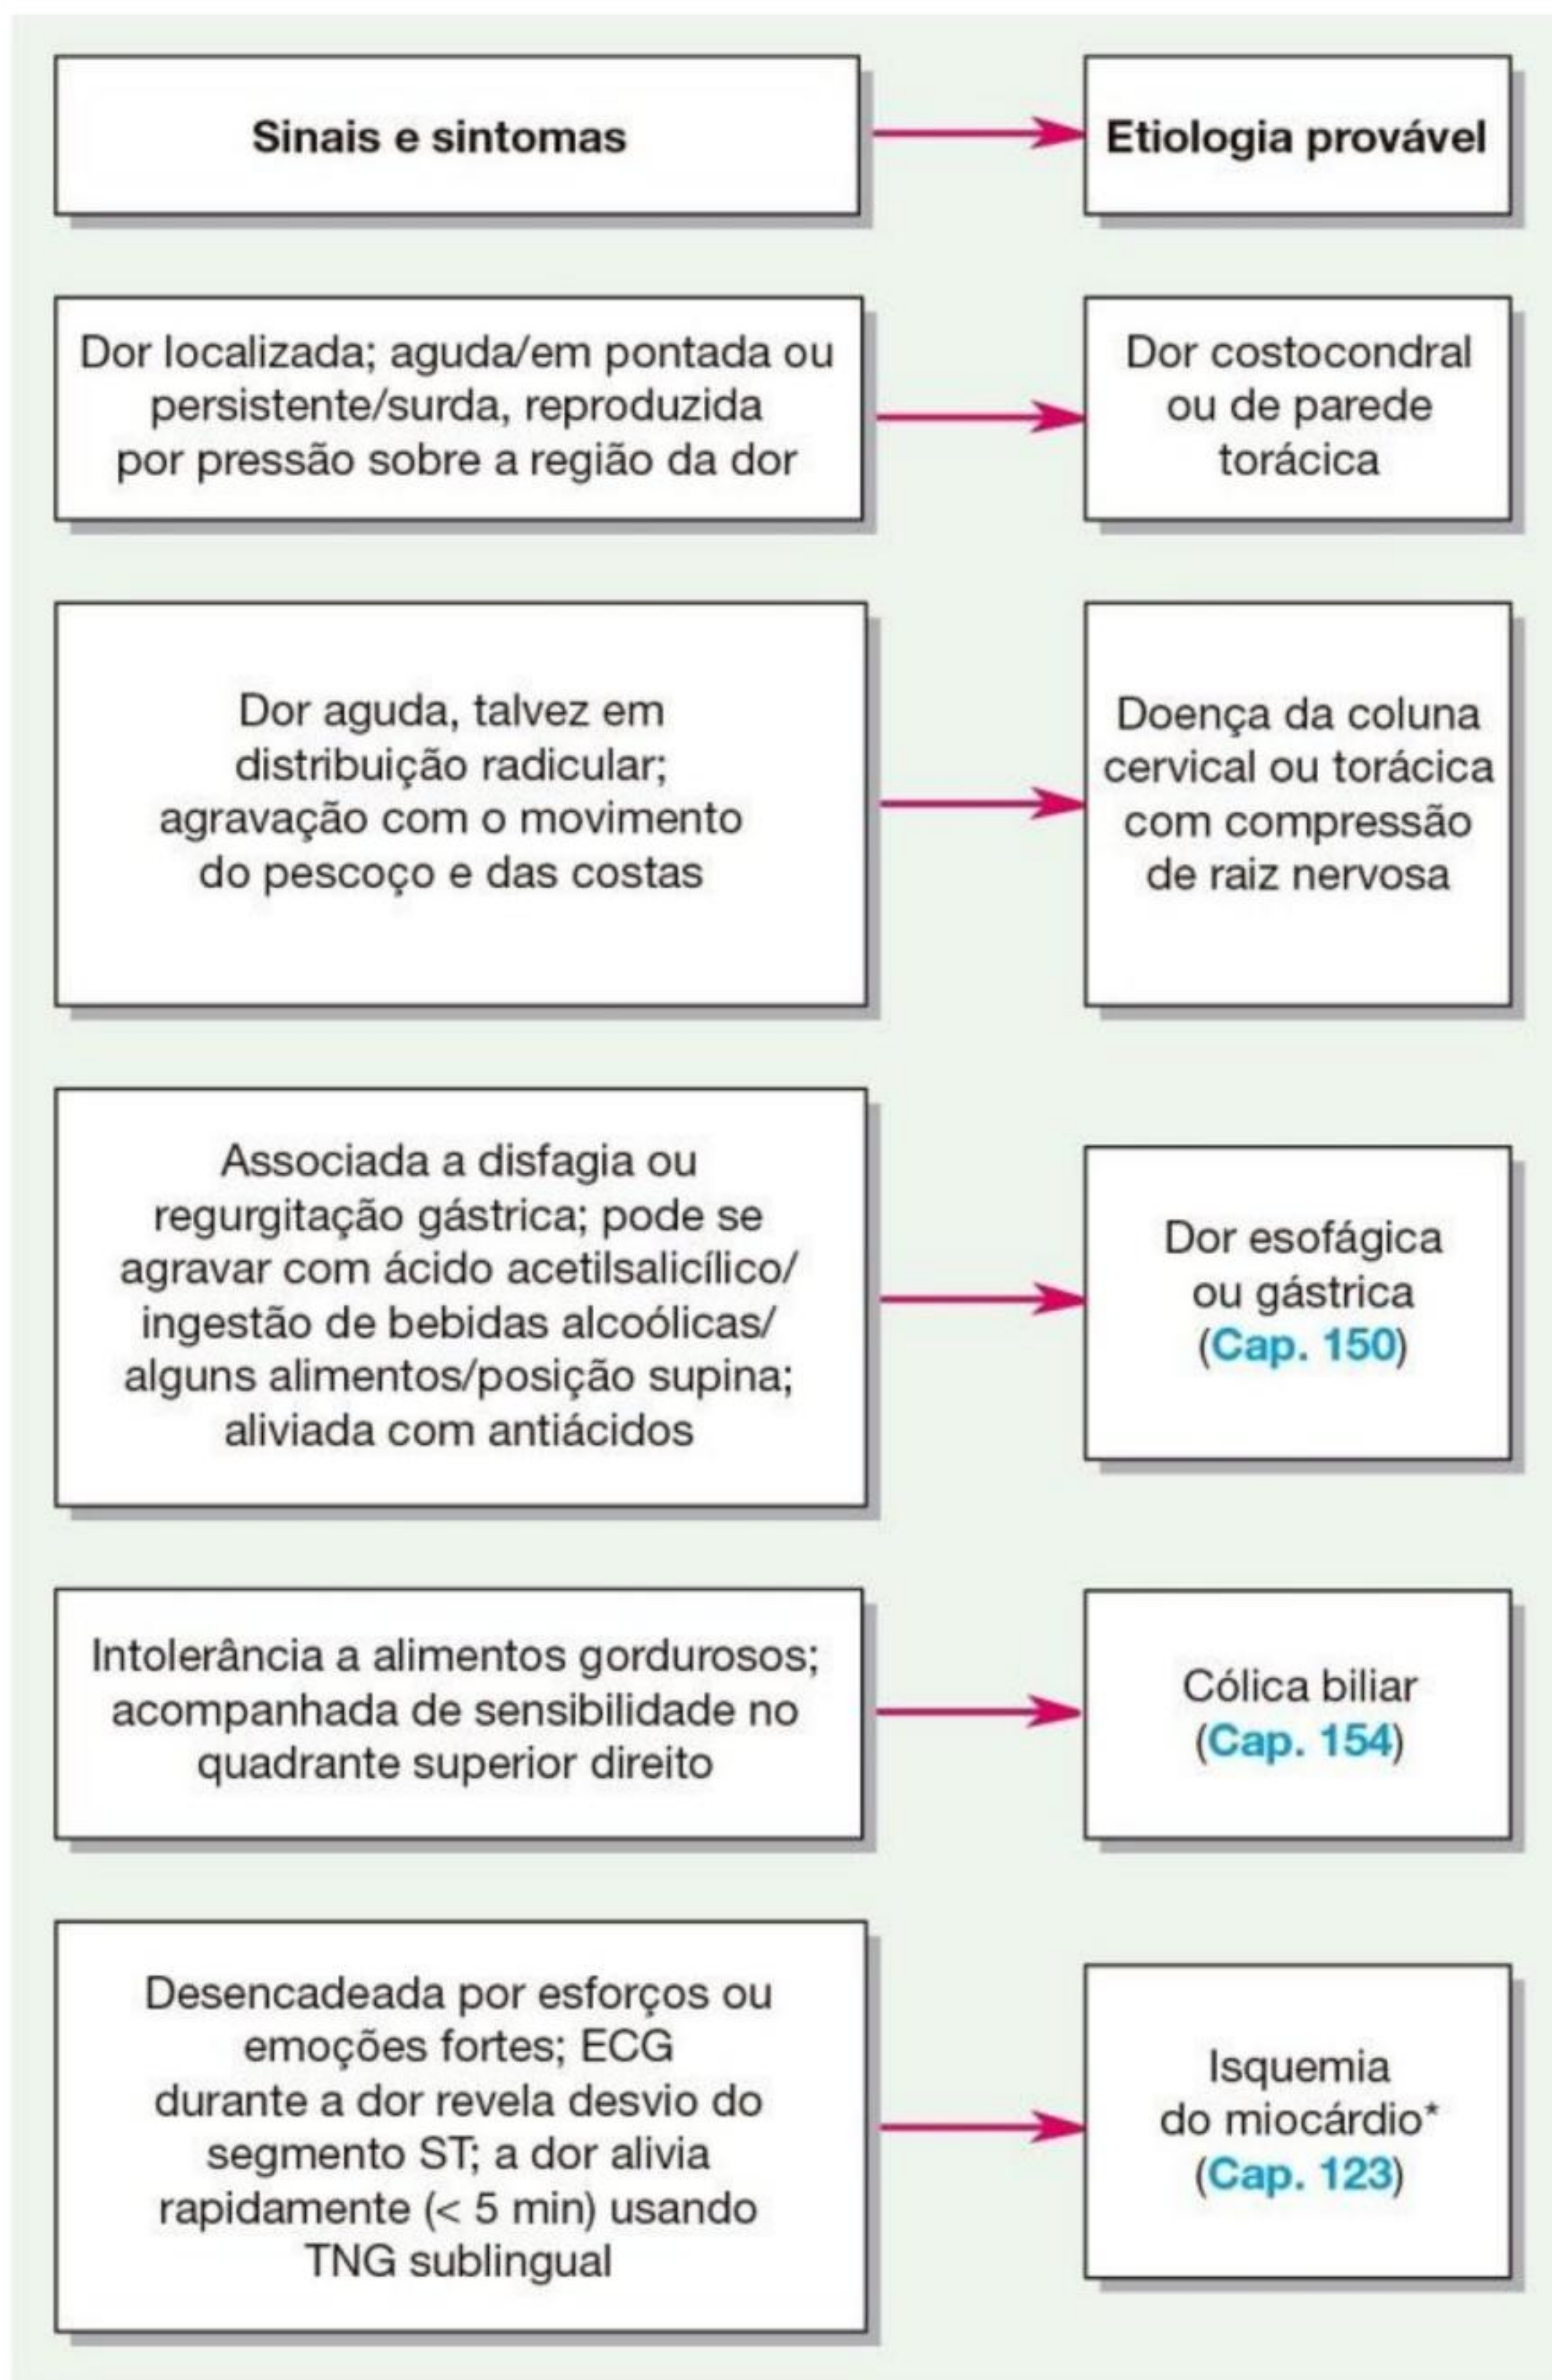 Sinais e sintomas
Etiologia provável
Dor localizada; aguda/em pontada ou
persistente/surda, reproduzida
por pressão sobre a região da dor
Dor costocondral
ou de parede
torácica
Dor aguda, talvez em
distribuição radicular;
agravação com o movimento
do pescoço e das costas
Doença da coluna
cervical ou torácica
com compressão
de raiz nervosa
Associada a disfagia ou
regurgitação gástrica; pode se
agravar com ácido acetilsalicílico/
ingestão de bebidas alcoólicas/
alguns alimentos/posição supina;
aliviada com antiácidos
Dor esofágica
ou gástrica
(Cap. 150)
Intolerância a alimentos gordurosos;
acompanhada de sensibilidade no
quadrante superior direito
Cólica biliar
(Cap. 154)
Desencadeada por esforços ou
emoções fortes; ECG
durante a dor revela desvio do
segmento ST; a dor alivia
rapidamente (< 5 min) usando
TNG sublingual
Isquemia
do miocárdio*
(Cap. 123)